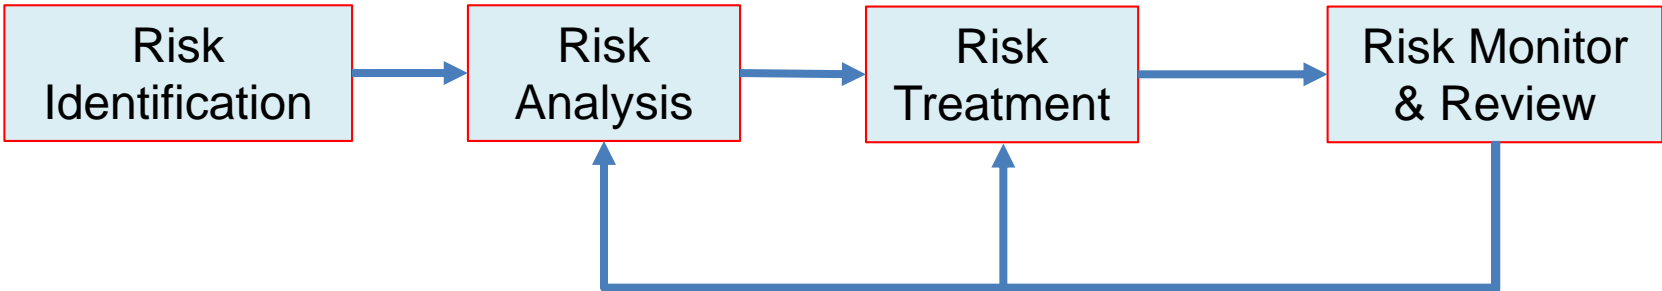 Risk
Identification
Risk
Analysis
Risk
Treatment
Risk Monitor
& Review